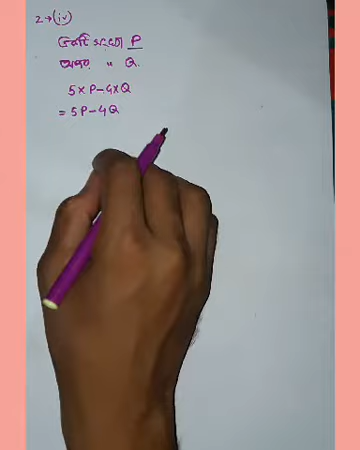 2→(iv)
একটি সংখ্যা P
অপর " Q.
5×P-4×Q
= 5P-4Q